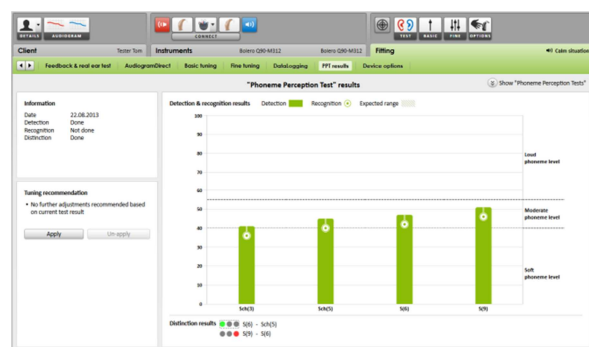 DETAILS AUDIOGRAM CONNECT TEST BASIC FINE OPTIONS
Client Tester Tom Instruments Bolero Q90-M312 Bolero Q90-M312 Fitting Calm situation
Feedback & real ear test AudiogramDirect Basic tuning Fine tuning DataLogging PPT results Device options
"Phoneme Perception Test" results Show "Phoneme Perception Tests"
Information
Date 22.08.2013
Detection Done
Recognition Not done
Distinction Done
Tuning recommendation
• No further adjustments recommended based
on current test result
Apply Un-apply
Detection & recognition results Detection Recognition Expected range
100
90
80
70
60
50
40
30
20
10
0
Loud
phoneme level
Moderate
phoneme level
Soft
phoneme level
Sch(3) Sch(5) S(6) S(9)
Distinction results S(6) - Sch(5)
S(9) - S(6)